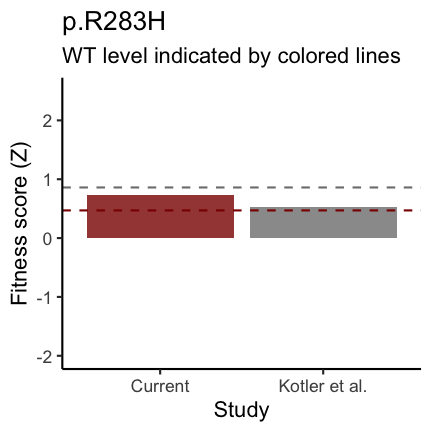 p.R283H
WT level indicated by colored lines
Fitness score (Z)
2
1
0
-1
-2
Current
Kotler et al.
Study